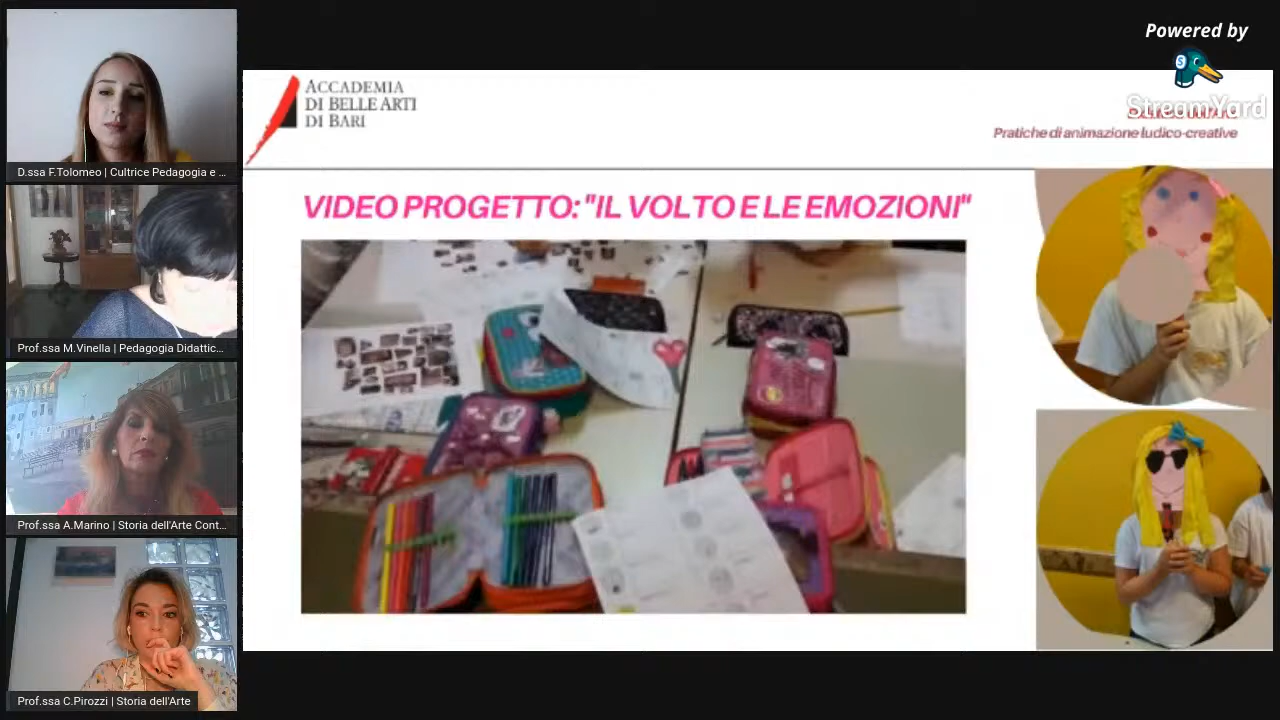 Powered by
StreamYard
ACCADEMIA
DI BELLE ARTI
DI BARI
Pratiche di animazione ludico-creative
VIDEO PROGETTO: "IL VOLTO E LE EMOZIONI"
D.ssa F.Tolomeo | Cultrice Pedagogia e ...
Prof.ssa M.Vinella | Pedagogia Didattic...
Prof.ssa A.Marino | Storia dell'Arte Cont...
Prof.ssa C.Pirozzi | Storia dell'Arte